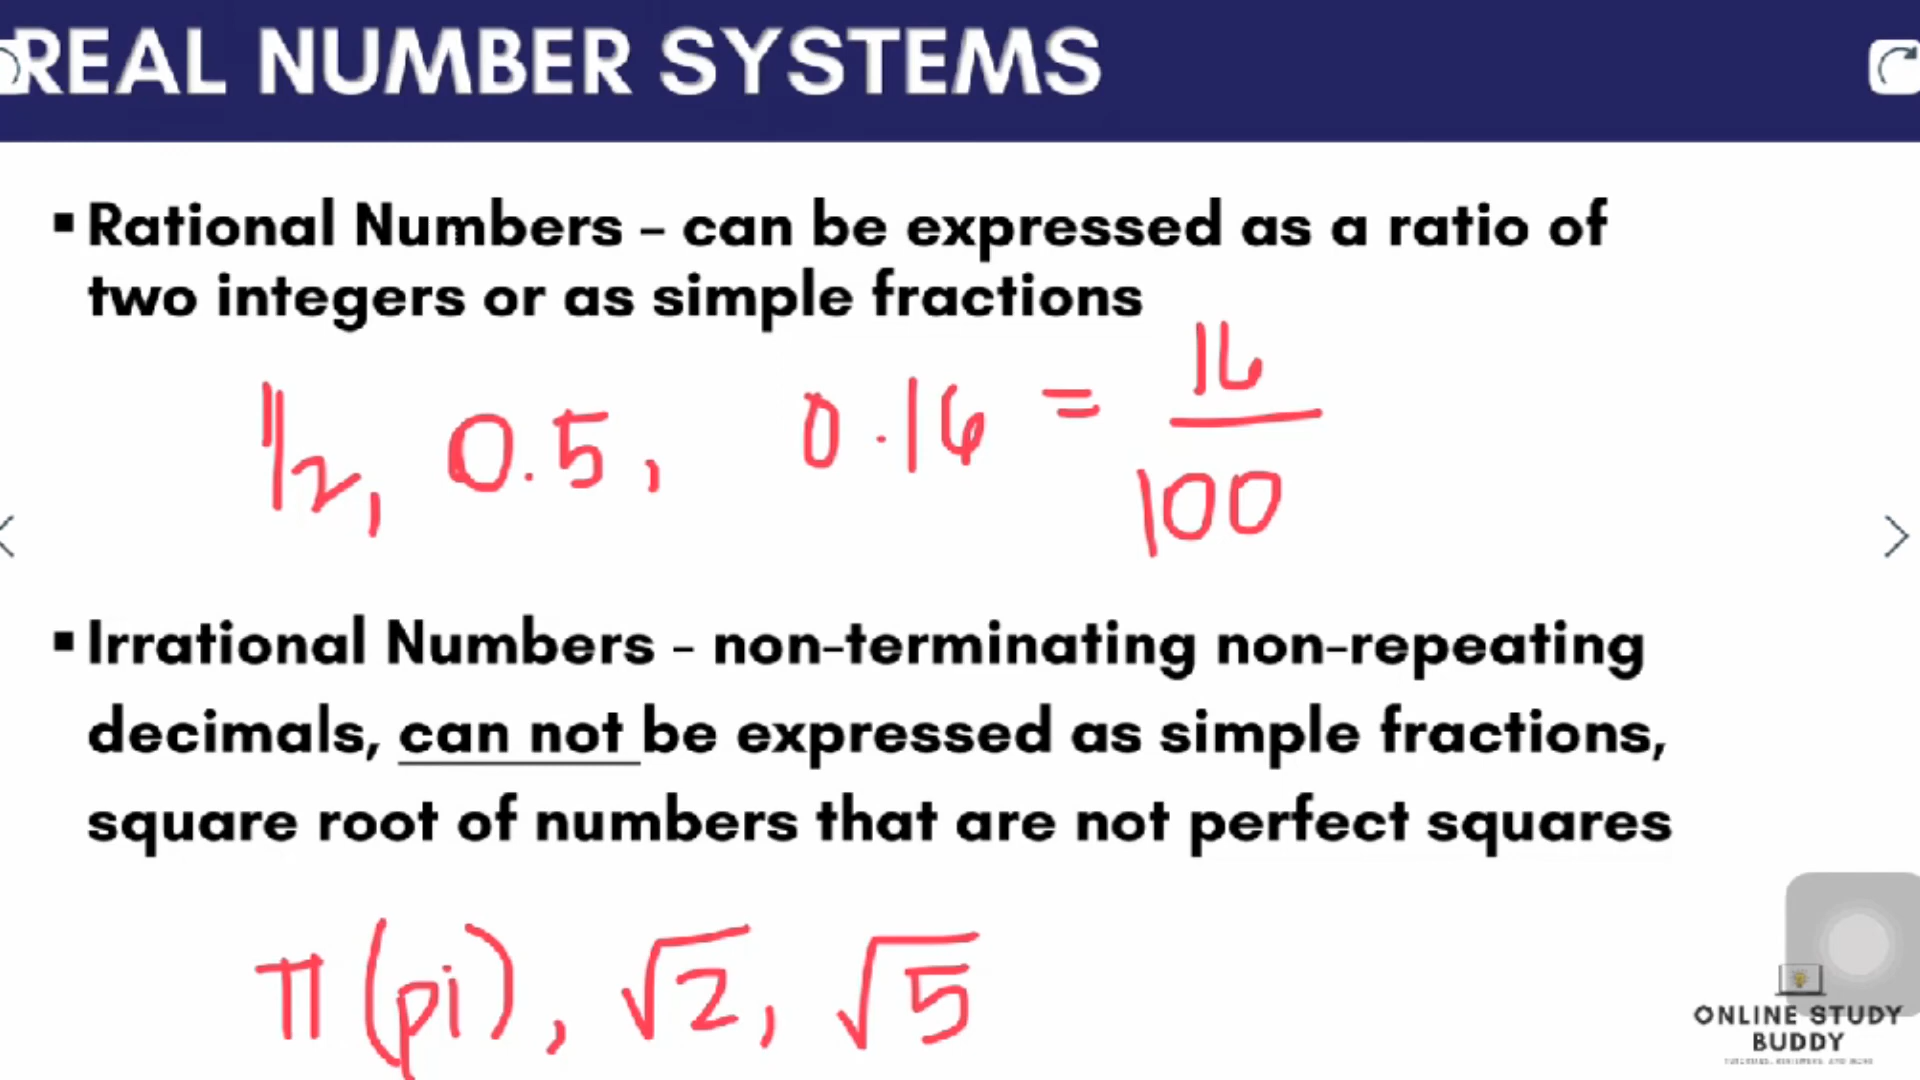 REAL NUMBER SYSTEMS
▪ Rational Numbers – can be expressed as a ratio of
two integers or as simple fractions
1/2, 0.5, 0.16 = 16/100
▪ Irrational Numbers - non-terminating non-repeating
decimals, can not be expressed as simple fractions,
square root of numbers that are not perfect squares
π (pi), √2, √5
ONLINE STUDY
BUDDY